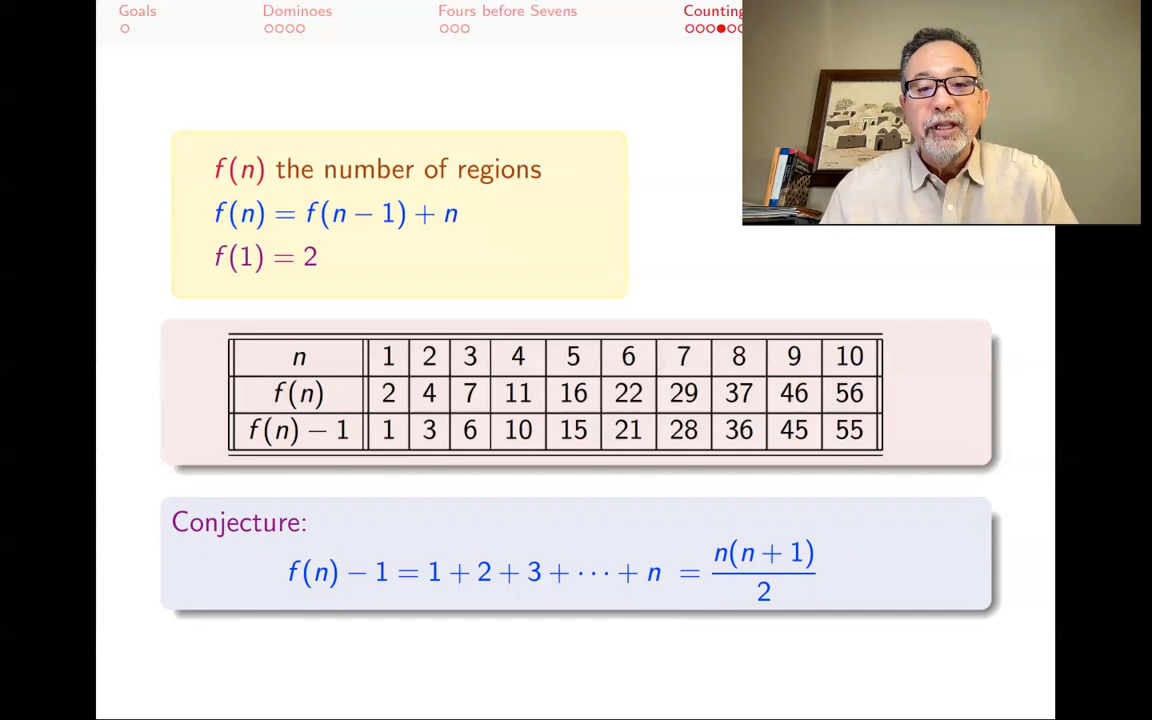 Goals Dominoes Fours before Sevens Counting
f(n) the number of regions
f(n) = f(n − 1) + n
f(1) = 2
n 1 2 3 4 5 6 7 8 9 10
f(n) 2 4 7 11 16 22 29 37 46 56
f(n) − 1 1 3 6 10 15 21 28 36 45 55
Conjecture:
f(n) − 1 = 1 + 2 + 3 + ⋯ + n = n(n + 1) / 2